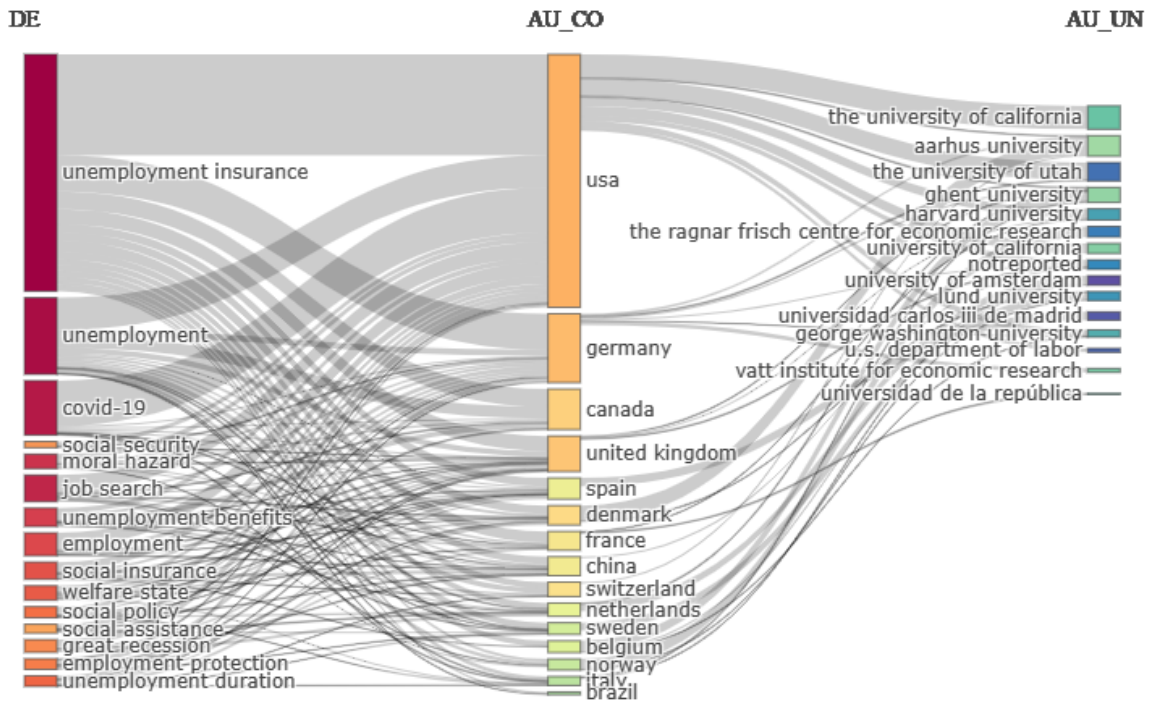 DE
AU_CO
AU_UN
unemployment insurance
unemployment
covid-19
social security
moral hazard
job search
unemployment benefits
employment
social insurance
welfare state
social policy
social assistance
great recession
employment protection
unemployment duration
usa
germany
canada
united kingdom
spain
denmark
france
china
switzerland
netherlands
sweden
belgium
norway
italy
brazil
the university of california
aarhus university
the university of utah
ghent university
harvard university
the ragnar frisch centre for economic research
university of california
notreported
university of amsterdam
lund university
universidad carlos iii de madrid
george washington university
u.s. department of labor
vatt institute for economic research
universidad de la república